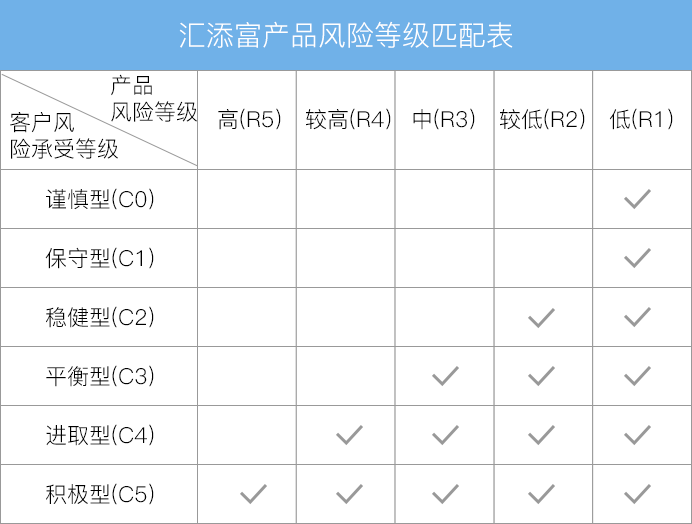 汇添富产品风险等级匹配表
产品
风险等级
客户风
险承受等级
高(R5)
较高(R4)
中(R3)
较低(R2)
低(R1)
谨慎型(C0)
✓
保守型(C1)
✓
稳健型(C2)
✓ ✓
平衡型(C3)
✓ ✓ ✓
进取型(C4)
✓ ✓ ✓ ✓
积极型(C5)
✓ ✓ ✓ ✓ ✓